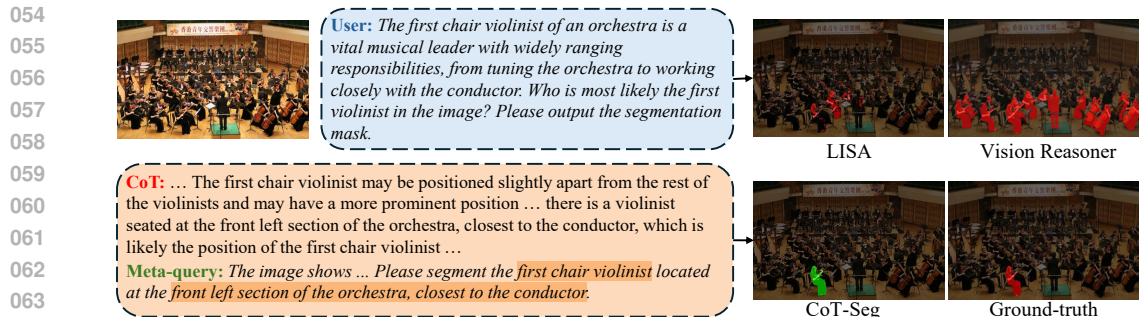 054
055
056
057
058
059
060
061
062
063
User: The first chair violinist of an orchestra is a
vital musical leader with widely ranging
responsibilities, from tuning the orchestra to working
closely with the conductor. Who is most likely the first
violinist in the image? Please output the segmentation
mask.
LISA
Vision Reasoner
CoT: … The first chair violinist may be positioned slightly apart from the rest of
the violinists and may have a more prominent position … there is a violinist
seated at the front left section of the orchestra, closest to the conductor, which is
likely the position of the first chair violinist …
Meta-query: The image shows ... Please segment the first chair violinist located
at the front left section of the orchestra, closest to the conductor.
CoT-Seg
Ground-truth